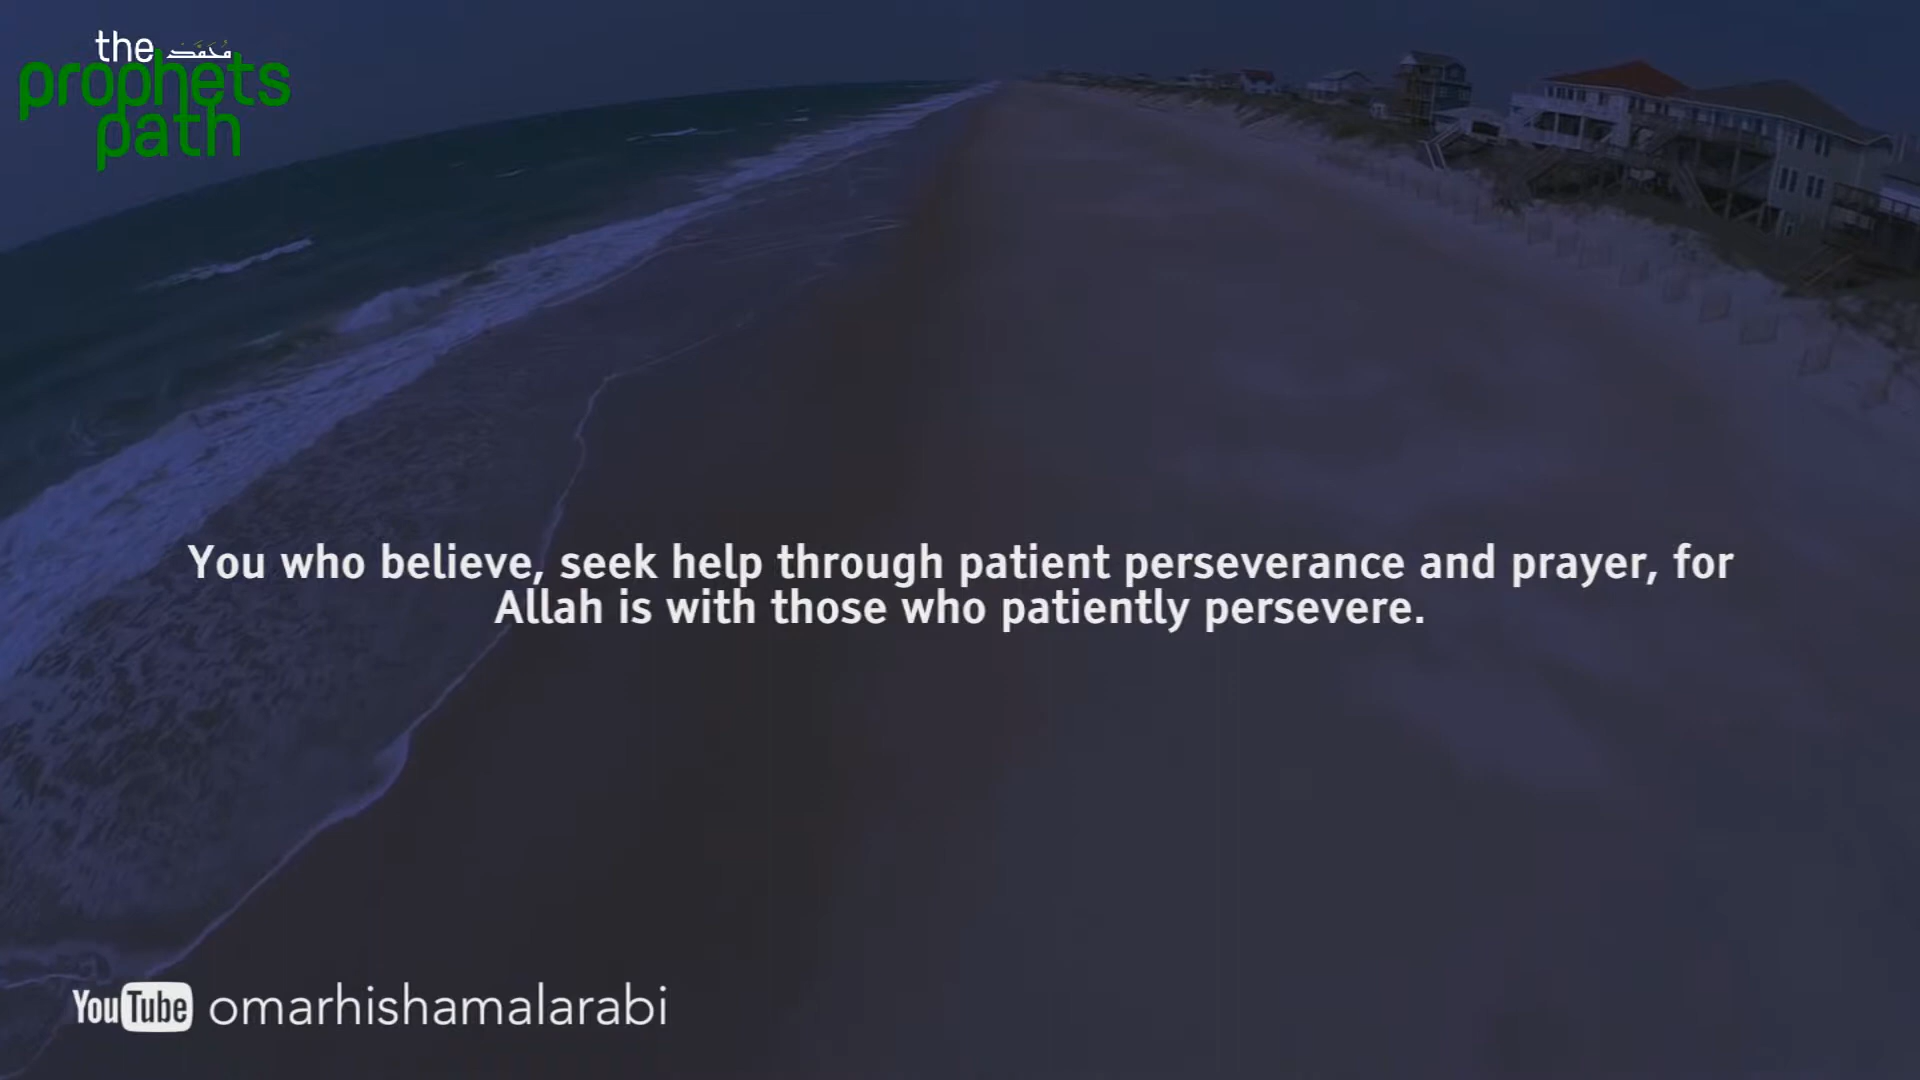 the مُحَمَّد
prophets
path
You who believe, seek help through patient perseverance and prayer, for
Allah is with those who patiently persevere.
YouTube omarhishamalarabi